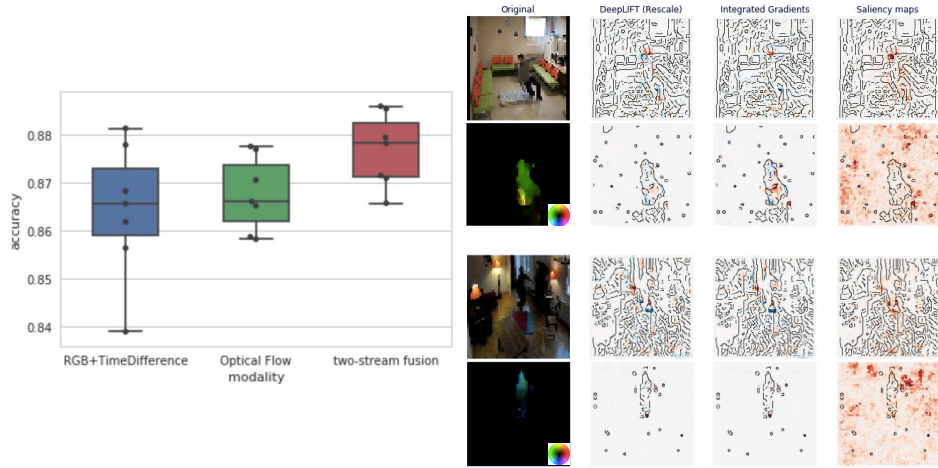 Original
DeepLIFT (Rescale)
Integrated Gradients
Saliency maps
accuracy
0.88
0.87
0.86
0.85
0.84
RGB+TimeDifference
Optical Flow
two-stream fusion
modality